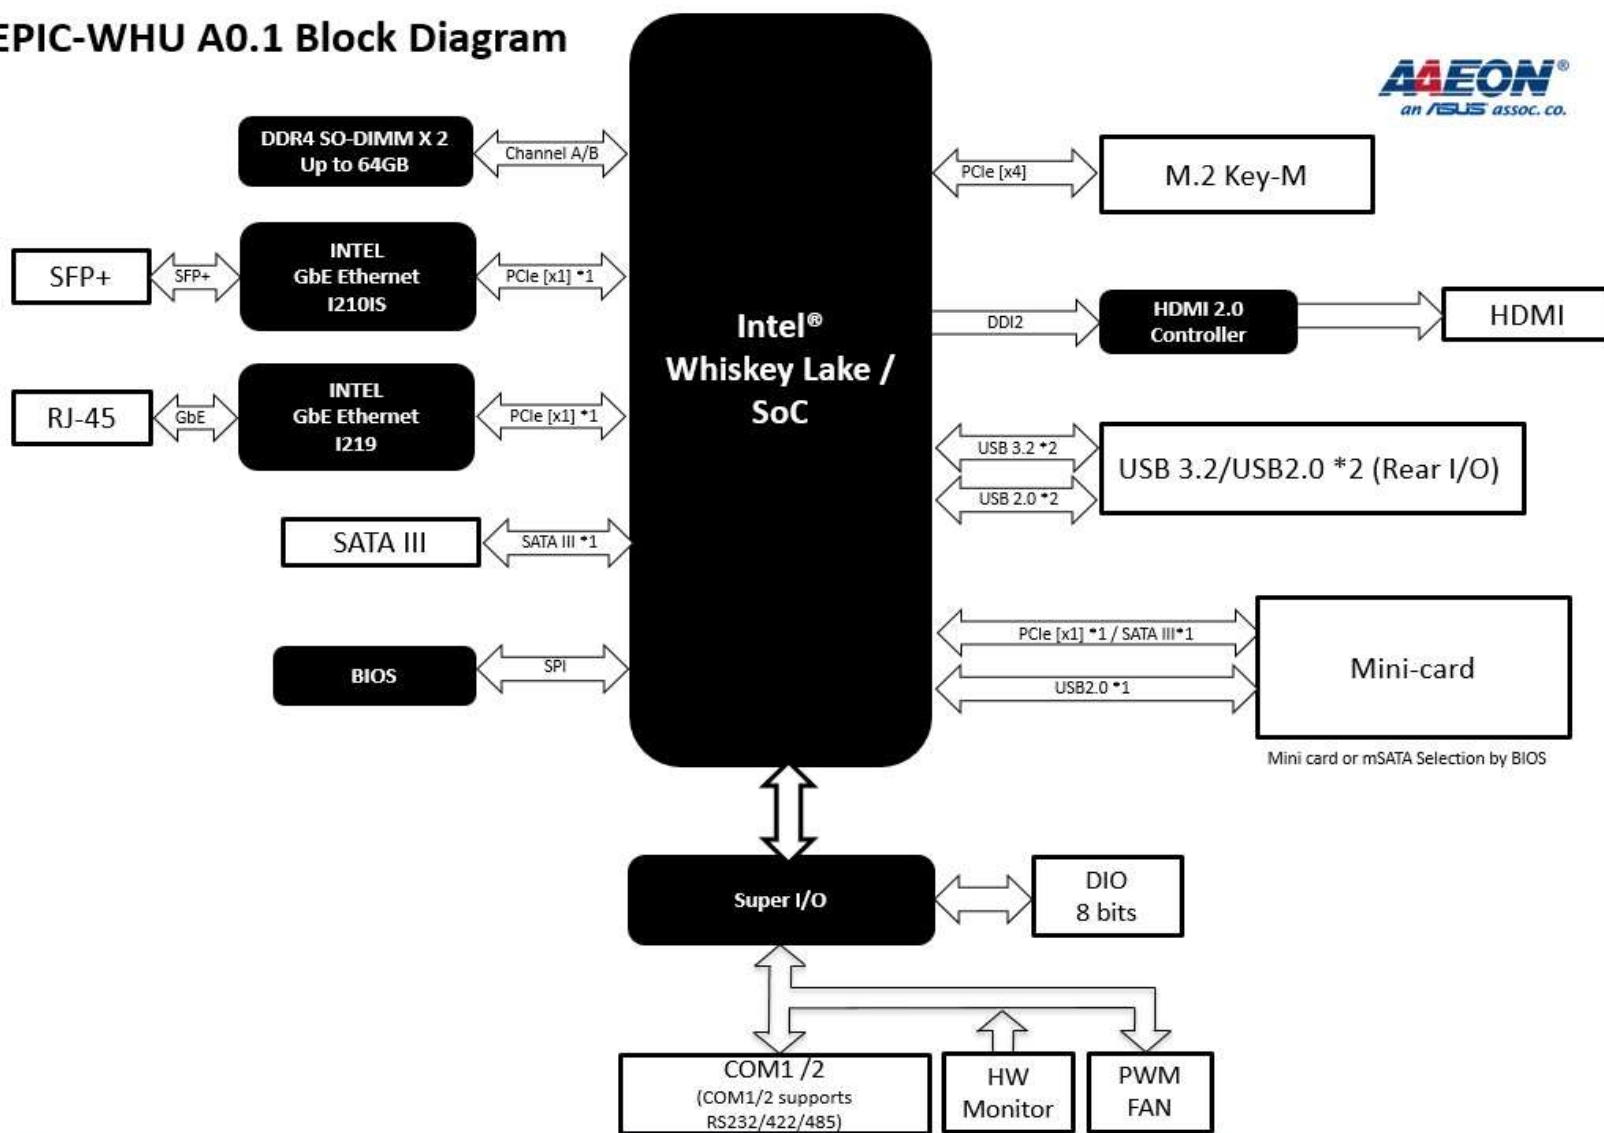 EPIC-WHU A0.1 Block Diagram
AAEON®
an ASUS assoc. co.
DDR4 SO-DIMM X 2
Up to 64GB
Channel A/B
PCIe [x4]
M.2 Key-M
SFP+
SFP+
INTEL
GbE Ethernet
I210IS
PCIe [x1] *1
Intel®
Whiskey Lake /
SoC
DDI2
HDMI 2.0
Controller
HDMI
RJ-45
GbE
INTEL
GbE Ethernet
I219
PCIe [x1] *1
USB 3.2 *2
USB 2.0 *2
USB 3.2/USB2.0 *2 (Rear I/O)
SATA III
SATA III *1
PCIe [x1] *1 / SATA III*1
USB2.0 *1
Mini-card
Mini card or mSATA Selection by BIOS
BIOS
SPI
Super I/O
DIO
8 bits
COM1 /2
(COM1/2 supports
RS232/422/485)
HW
Monitor
PWM
FAN